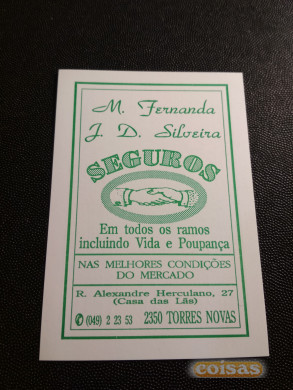 M. Fernanda
J. D. Silveira
SEGUROS
Em todos os ramos
incluindo Vida e Poupança
NAS MELHORES CONDIÇÕES
DO MERCADO
R. Alexandre Herculano, 27
(Casa das Lãs)
✆ (049) 2 23 53 2350 TORRES NOVAS
coisas